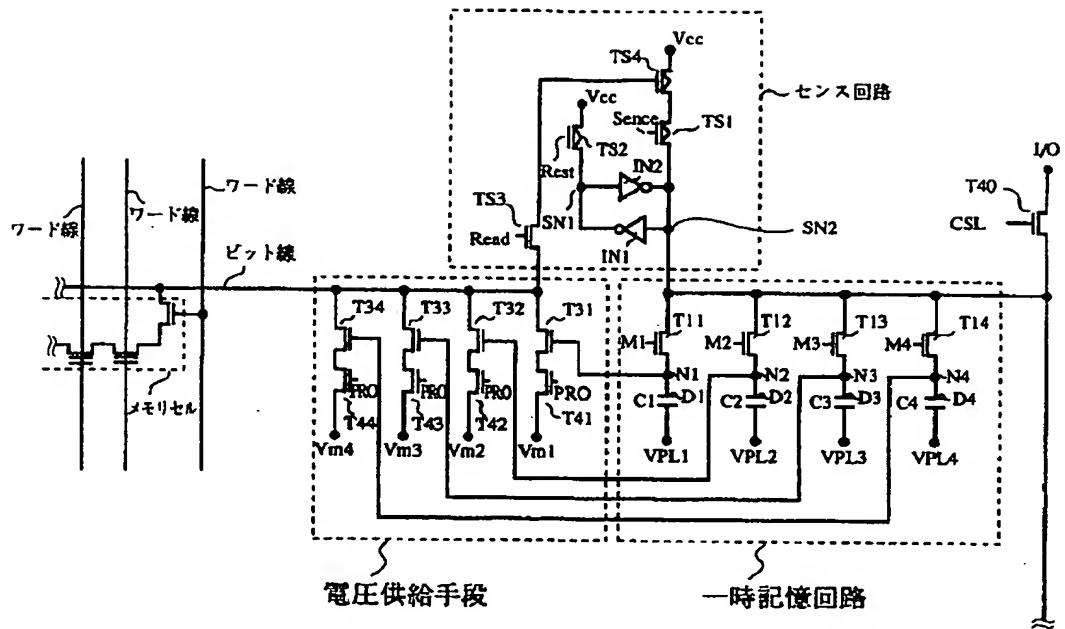 Vcc
TS4
センス回路
Vcc
Sence
TS1
TS2
Rest
IN2
I/O
T40
CSL
ワード線
ワード線
ワード線
TS3
SN1
Read
IN1
SN2
ビット線
T34
T33
T32
T31
M1
T11
M2
T12
M3
T13
M4
T14
PRO
PRO
PRO
PRO
N1
N2
N3
N4
C1
D1
C2
D2
C3
D3
C4
D4
メモリセル
T44
T43
T42
T41
Vm4
Vm3
Vm2
Vm1
VPL1
VPL2
VPL3
VPL4
電圧供給手段
一時記憶回路